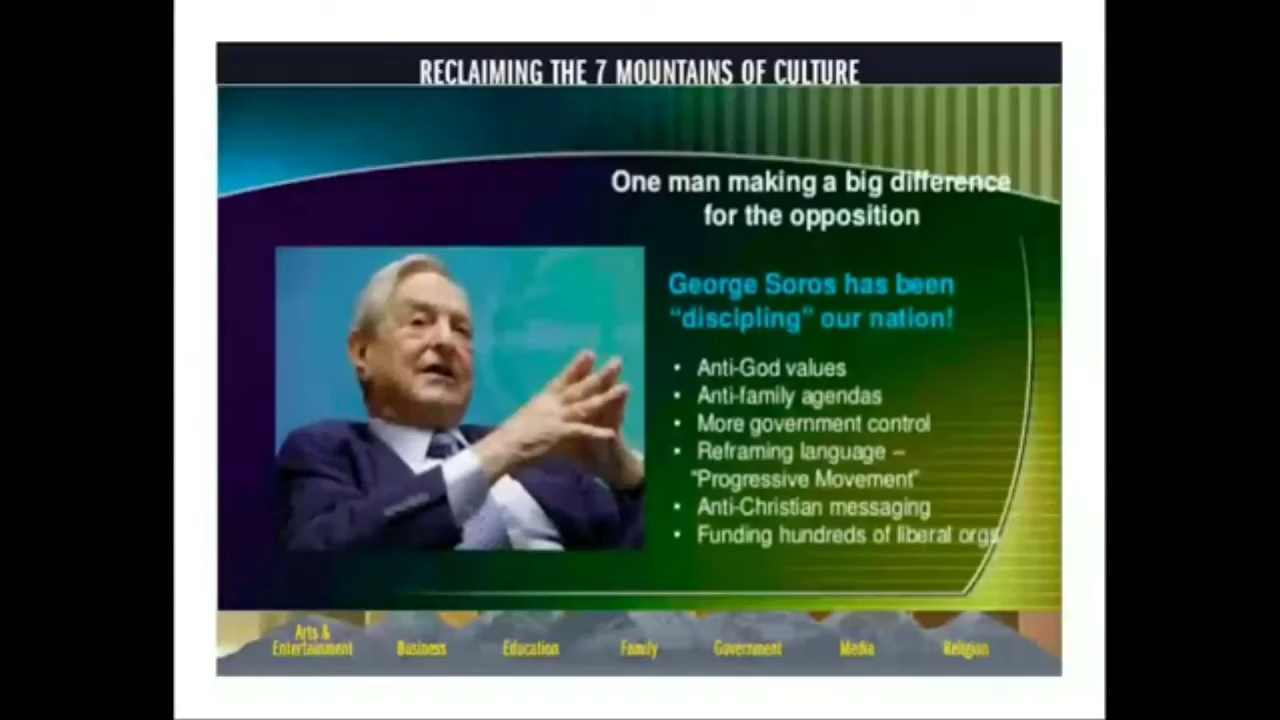 RECLAIMING THE 7 MOUNTAINS OF CULTURE
One man making a big difference
for the opposition
George Soros has been
“discipling” our nation!
• Anti-God values
• Anti-family agendas
• More government control
• Reframing language –
“Progressive Movement”
• Anti-Christian messaging
• Funding hundreds of liberal orgs
Arts &
Entertainment Business Education Family Government Media Religion